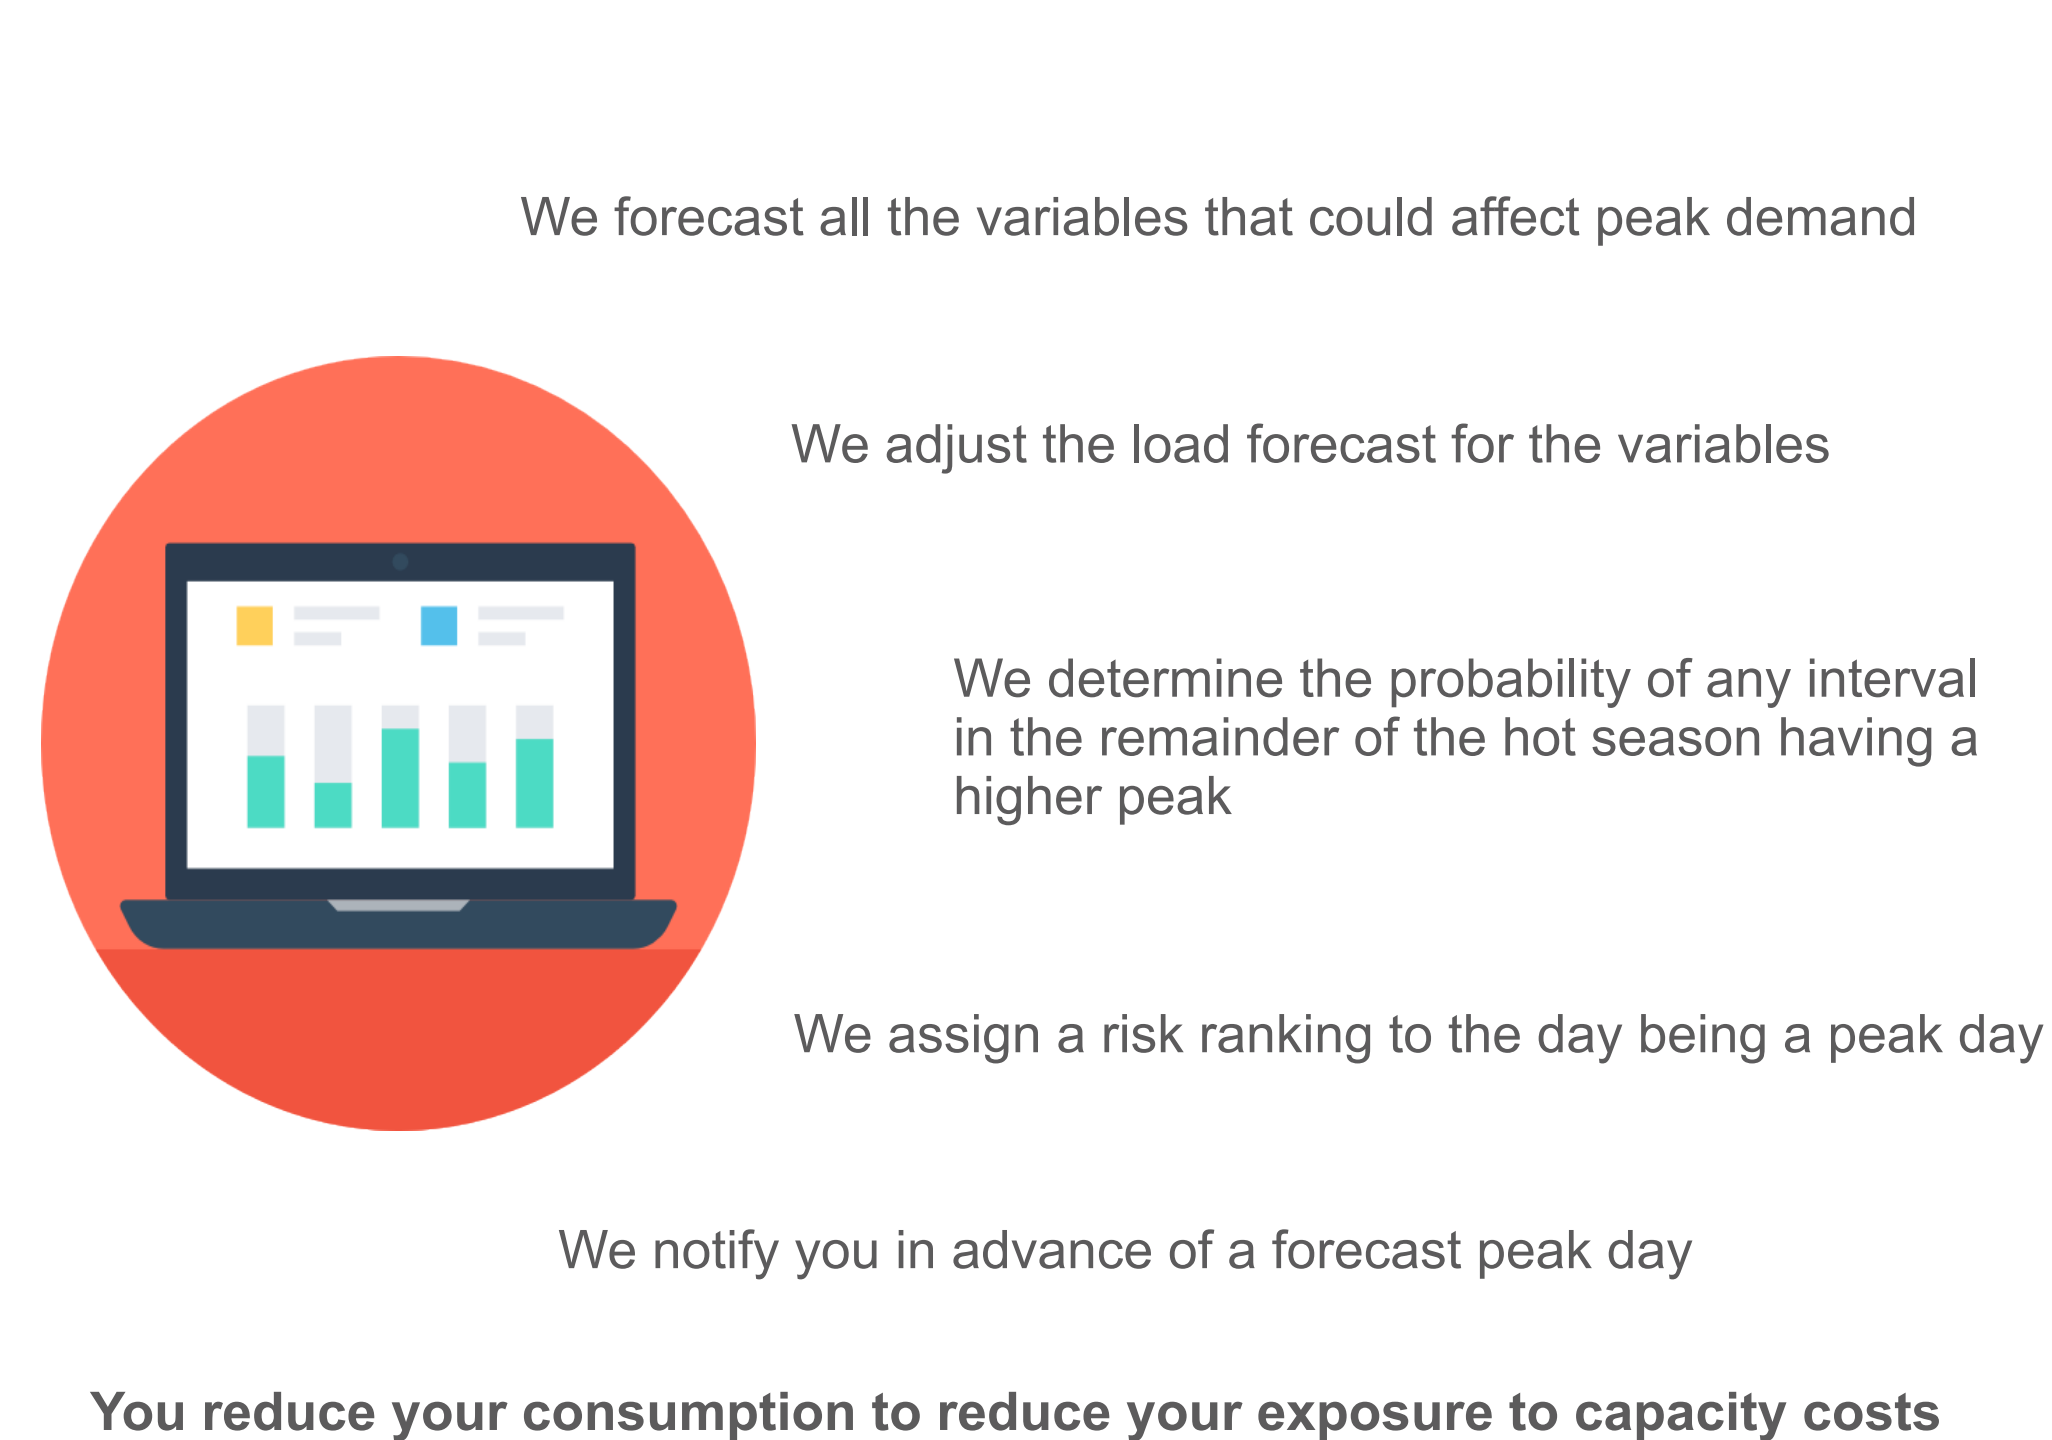 We forecast all the variables that could affect peak demand
We adjust the load forecast for the variables
We determine the probability of any interval
in the remainder of the hot season having a
higher peak
We assign a risk ranking to the day being a peak day
We notify you in advance of a forecast peak day
You reduce your consumption to reduce your exposure to capacity costs